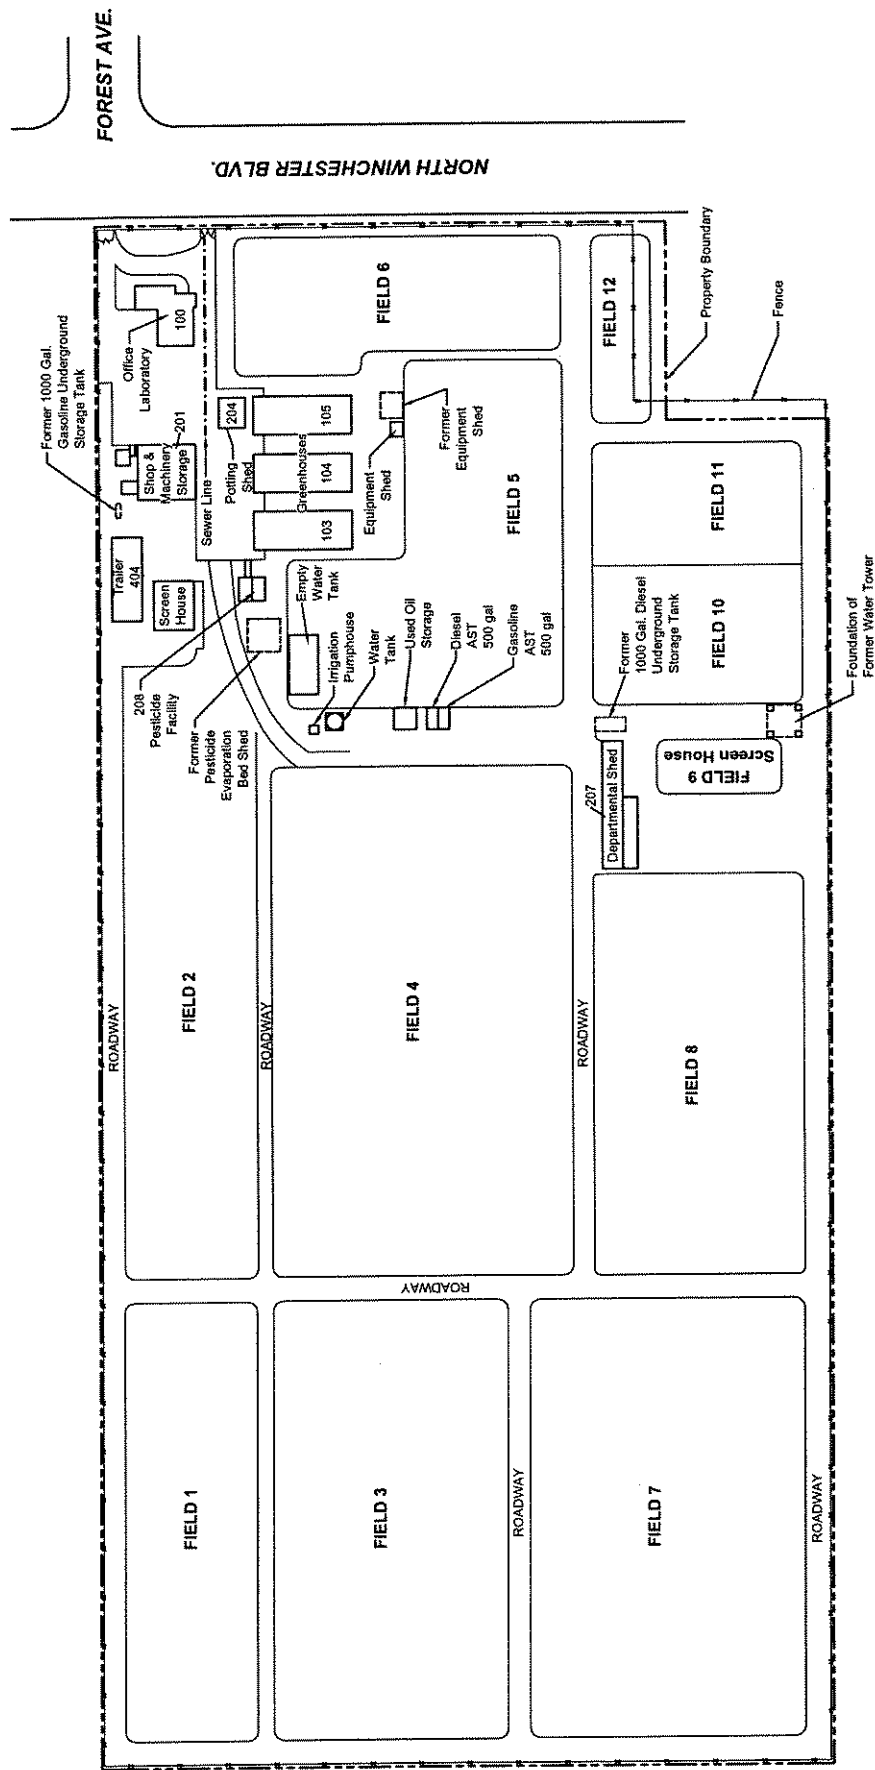 FOREST AVE.
NORTH WINCHESTER BLVD.
Former 1000 Gal.
Gasoline Underground
Storage Tank
Office
Laboratory
100
201
Shop &
Machinery
Storage
Trailer
404
Screen
House
Sewer Line
204
Potting
Shed
Greenhouses
105
104
103
FIELD 6
Equipment
Shed
Former
Equipment
Shed
FIELD 5
FIELD 12
Property Boundary
Fence
208
Pesticide
Facility
Former
Pesticide
Evaporation
Bed Shed
Empty
Water
Tank
Irrigation
Pumphouse
Water
Tank
Used Oil
Storage
Diesel
AST
500 gal
Gasoline
AST
500 gal
FIELD 11
FIELD 10
Former
1000 Gal. Diesel
Underground
Storage Tank
Foundation of
Former Water Tower
FIELD 9
Screen House
207
Departmental Shed
ROADWAY
FIELD 2
ROADWAY
FIELD 4
ROADWAY
FIELD 8
ROADWAY
FIELD 1
FIELD 3
ROADWAY
FIELD 7
ROADWAY